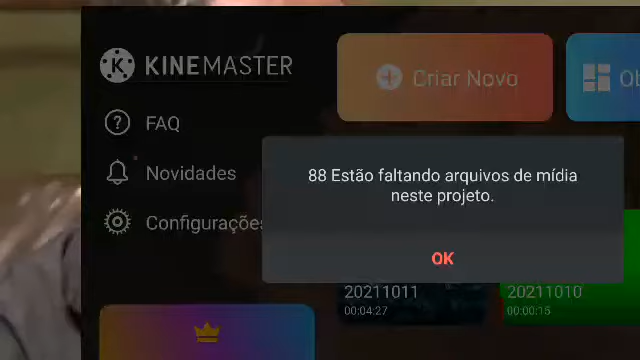 KINEMASTER
Criar Novo
Ob
FAQ
Novidades
Configurações
88 Estão faltando arquivos de mídia
neste projeto.
OK
20211011
00:04:27
20211010
00:00:15